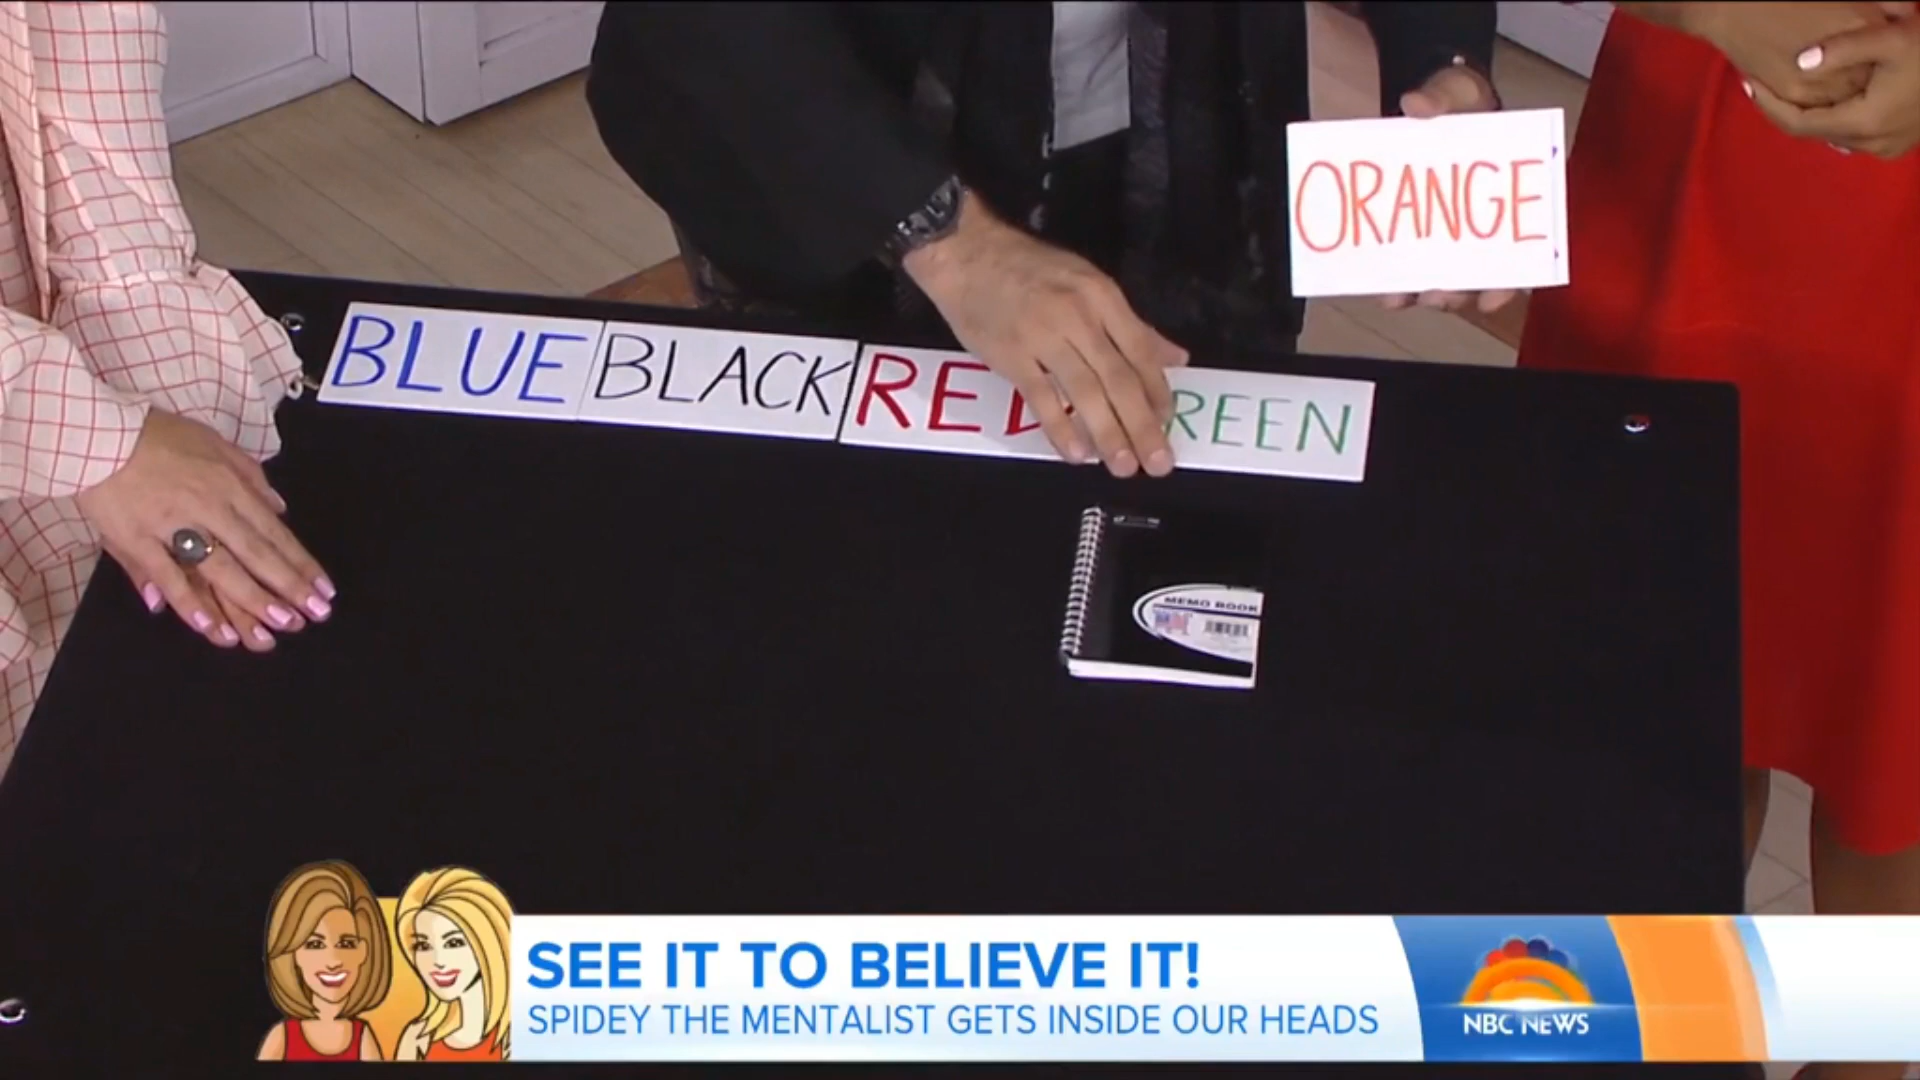 ORANGE
BLUE BLACK RED REEN
MEMO BOOK
SEE IT TO BELIEVE IT!
SPIDEY THE MENTALIST GETS INSIDE OUR HEADS
NBC NEWS